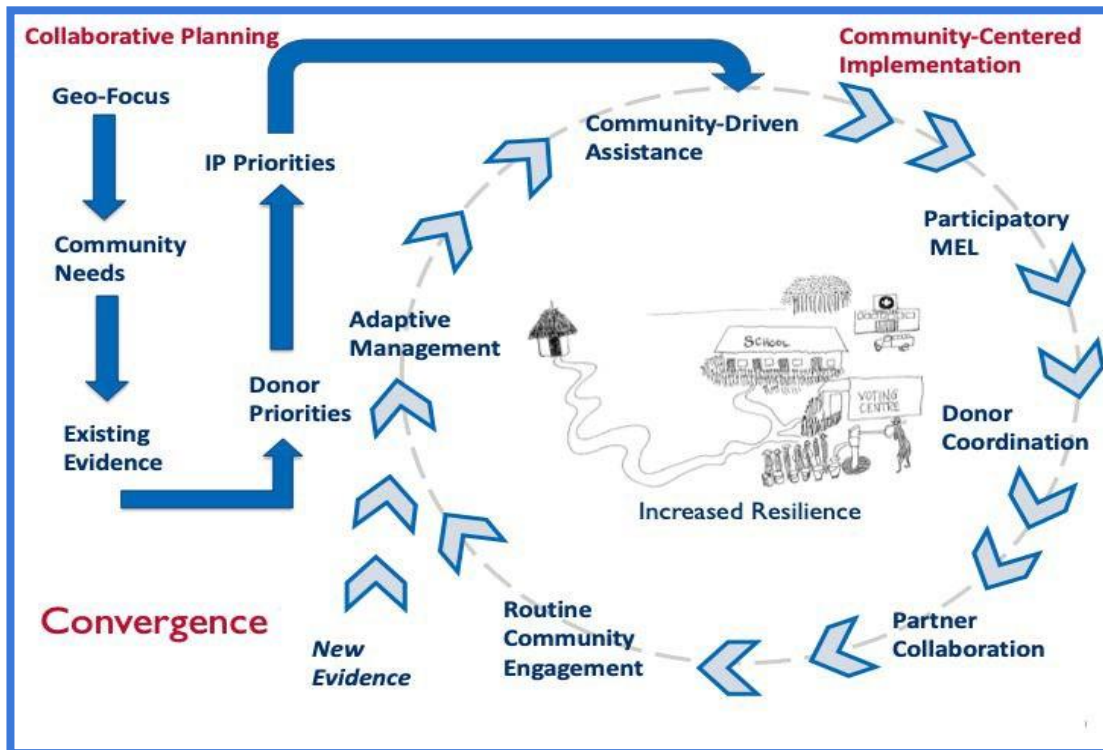 Collaborative Planning
Geo-Focus
Community
Needs
Existing
Evidence
Donor
Priorities
IP Priorities
Community-Centered
Implementation
Community-Driven
Assistance
Participatory
MEL
Donor
Coordination
Partner
Collaboration
Routine
Community
Engagement
Adaptive
Management
New
Evidence
SCHOOL
VOTING
CENTRE
Increased Resilience
Convergence